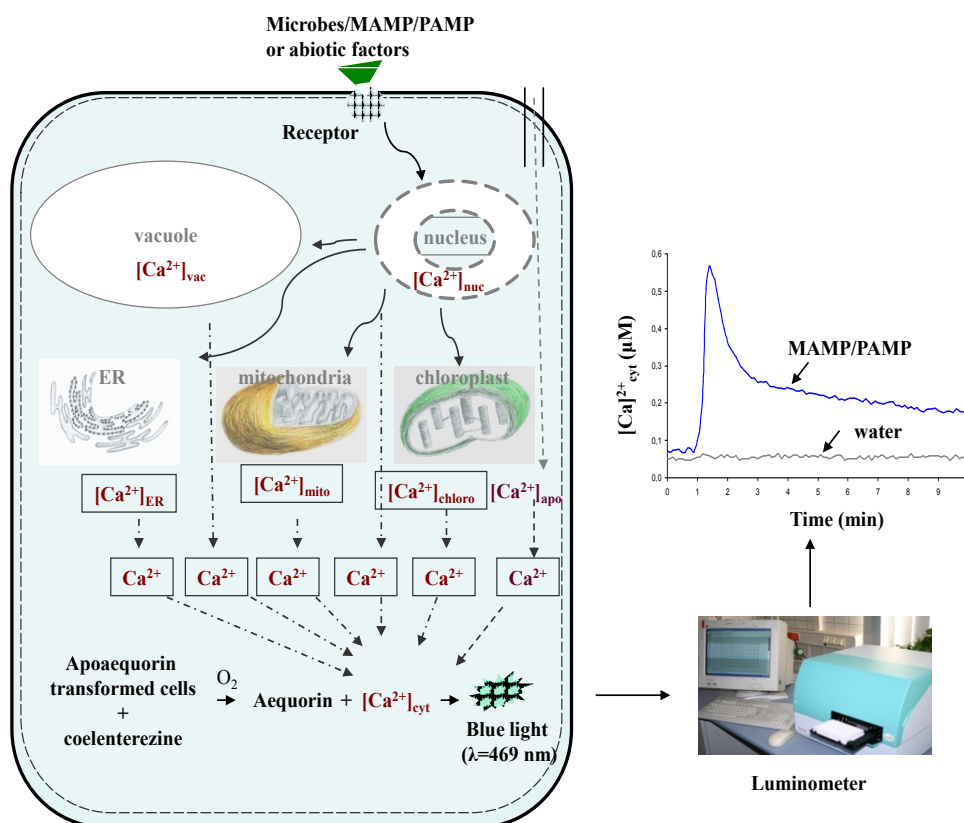 Microbes/MAMP/PAMP
or abiotic factors
Receptor
vacuole
[Ca²⁺]vac
nucleus
[Ca²⁺]nuc
ER
mitochondria
chloroplast
[Ca²⁺]ER
[Ca²⁺]mito
[Ca²⁺]chloro
[Ca²⁺]apo
Ca²⁺
Ca²⁺
Ca²⁺
Ca²⁺
Ca²⁺
Ca²⁺
Apoaequorin
transformed cells
+
coelenterezine
O₂
Aequorin + [Ca²⁺]cyt
Blue light
(λ=469 nm)
[Ca]²⁺cyt (µM)
0,6
0,5
0,4
0,3
0,2
0,1
0,0
MAMP/PAMP
water
0 1 2 3 4 5 6 7 8 9
Time (min)
Luminometer